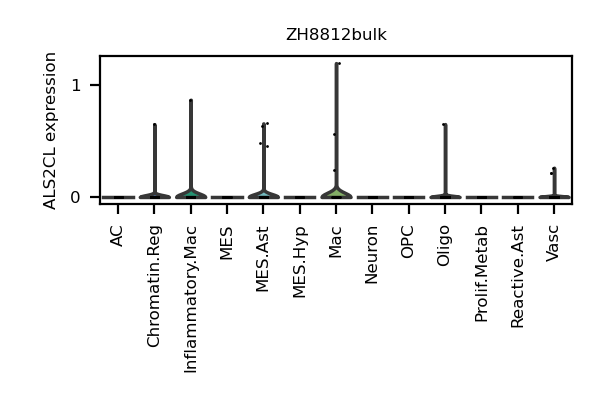 ZH8812bulk
ALS2CL expression
1
0
AC
Chromatin.Reg
Inflammatory.Mac
MES
MES.Ast
MES.Hyp
Mac
Neuron
OPC
Oligo
Prolif.Metab
Reactive.Ast
Vasc